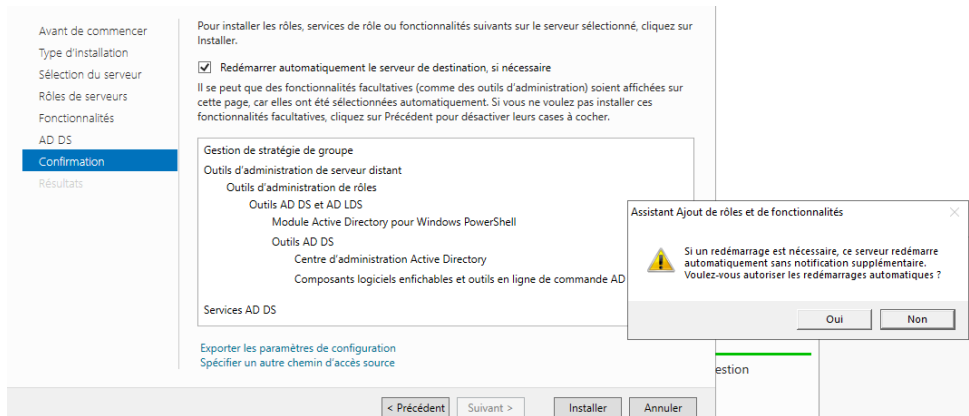 Avant de commencer
Type d'installation
Sélection du serveur
Rôles de serveurs
Fonctionnalités
AD DS
Confirmation
Résultats
Pour installer les rôles, services de rôle ou fonctionnalités suivants sur le serveur sélectionné, cliquez sur
Installer.
Redémarrer automatiquement le serveur de destination, si nécessaire
Il se peut que des fonctionnalités facultatives (comme des outils d'administration) soient affichées sur
cette page, car elles ont été sélectionnées automatiquement. Si vous ne voulez pas installer ces
fonctionnalités facultatives, cliquez sur Précédent pour désactiver leurs cases à cocher.
Gestion de stratégie de groupe
Outils d'administration de serveur distant
Outils d'administration de rôles
Outils AD DS et AD LDS
Module Active Directory pour Windows PowerShell
Outils AD DS
Centre d'administration Active Directory
Composants logiciels enfichables et outils en ligne de commande AD
Services AD DS
Exporter les paramètres de configuration
Spécifier un autre chemin d'accès source
< Précédent
Suivant >
Installer
Annuler
Assistant Ajout de rôles et de fonctionnalités
Si un redémarrage est nécessaire, ce serveur redémarre
automatiquement sans notification supplémentaire.
Voulez-vous autoriser les redémarrages automatiques ?
Oui
Non
estion